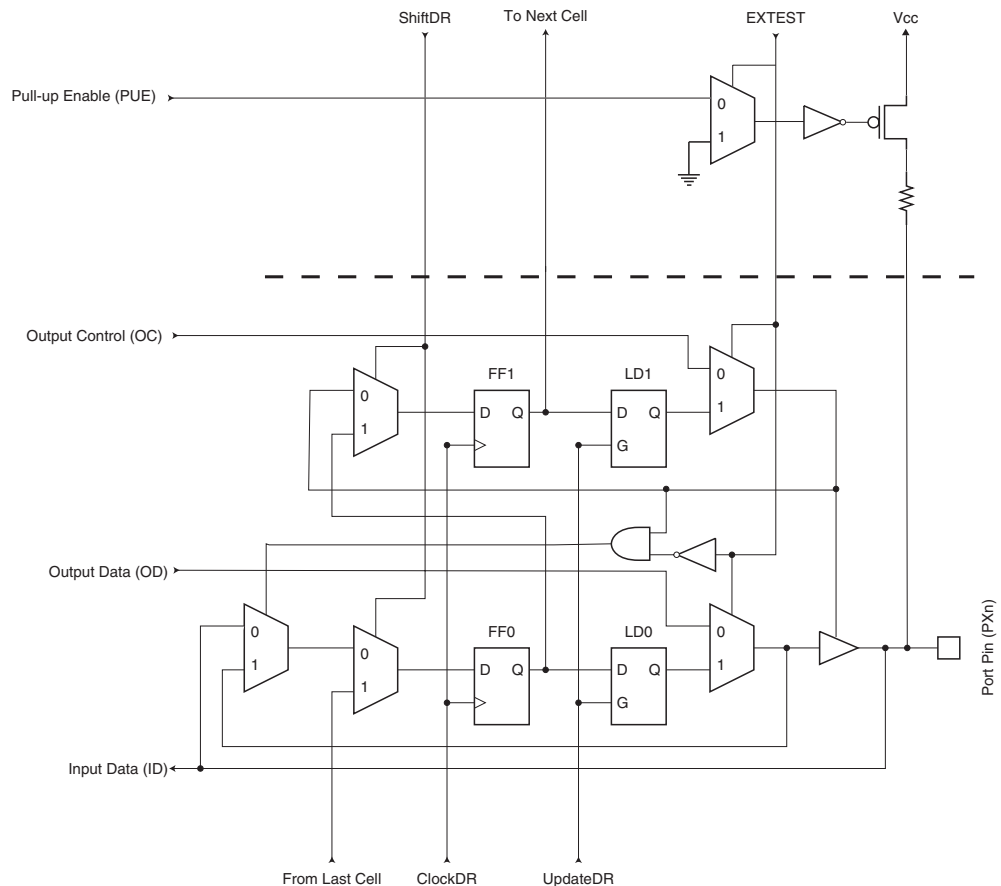 ShiftDR
To Next Cell
EXTEST
Vcc
Pull-up Enable (PUE)
0
1
Output Control (OC)
FF1
LD1
0
1
0
1
D Q
D Q
G
Output Data (OD)
FF0
LD0
0
1
0
1
0
1
D Q
D Q
G
Port Pin (PXn)
Input Data (ID)
From Last Cell
ClockDR
UpdateDR